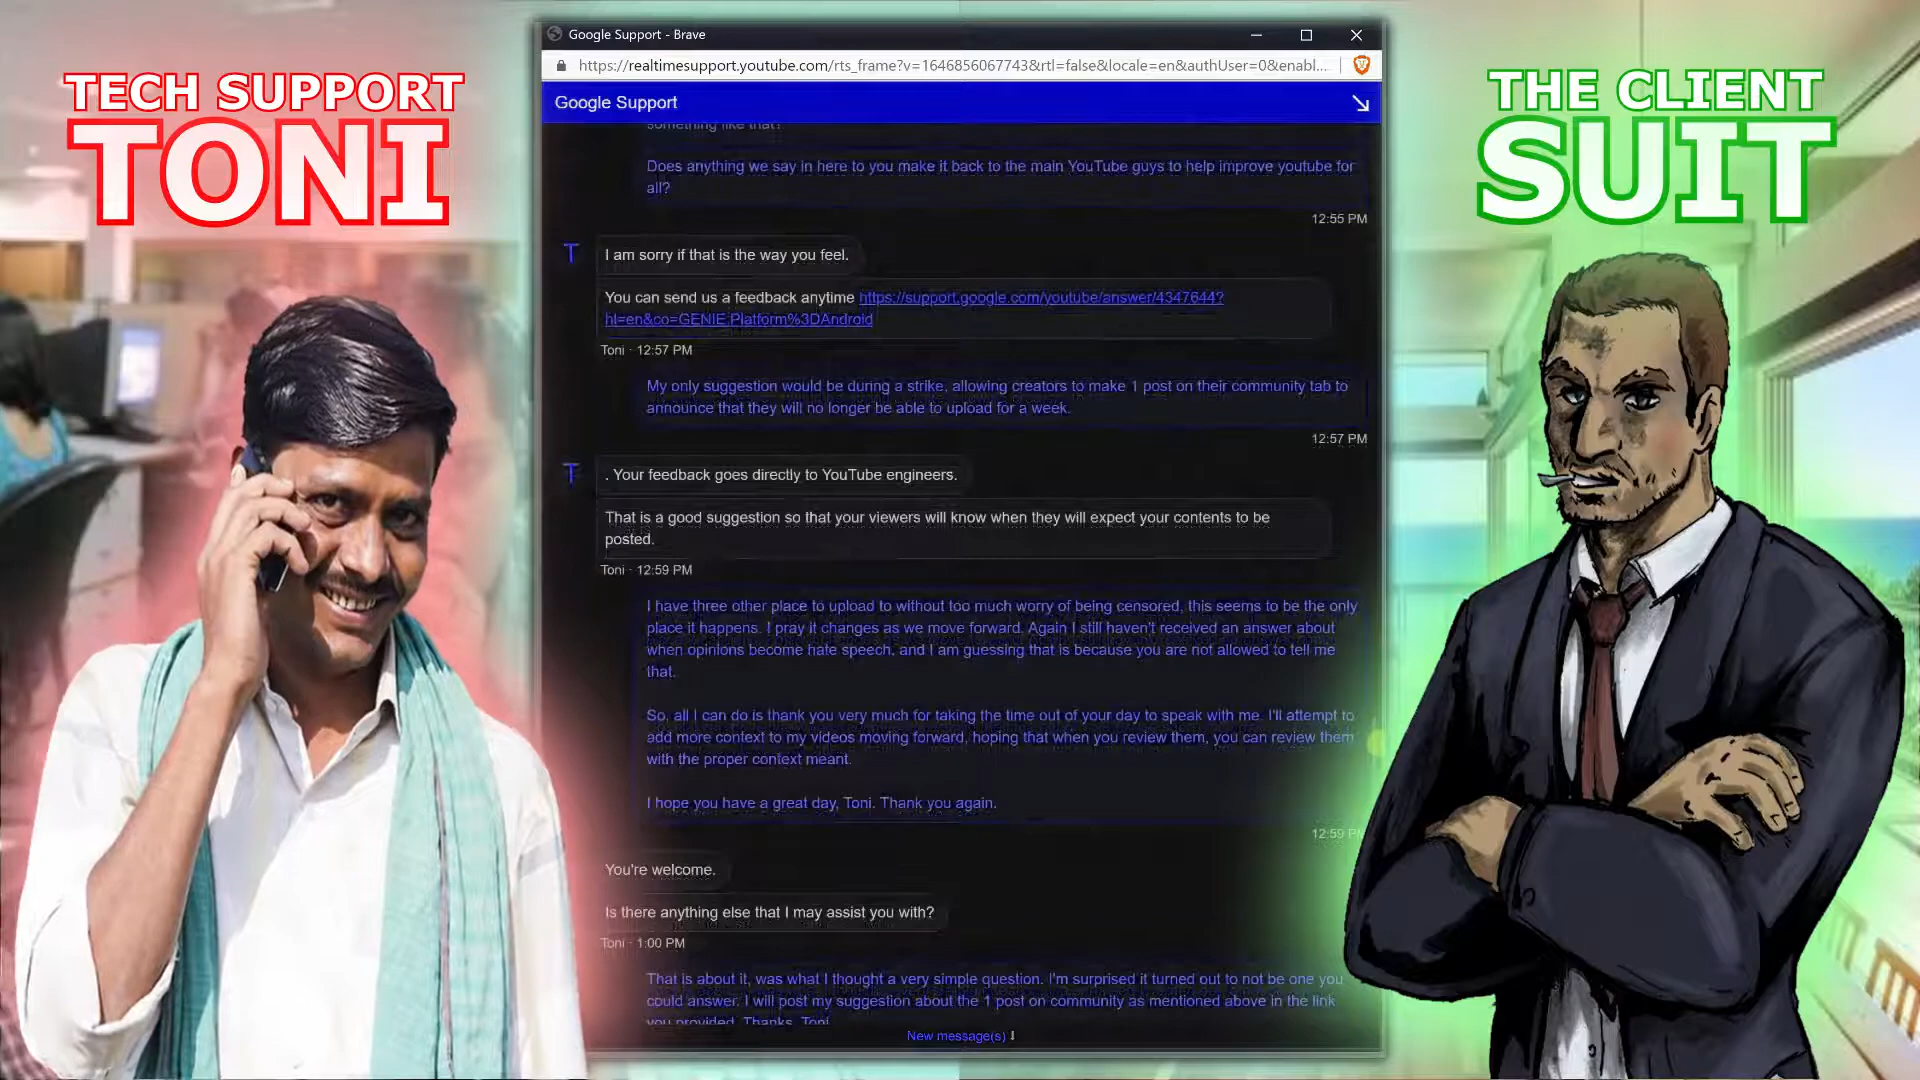 TECH SUPPORT
TONI
THE CLIENT
SUIT
Google Support - Brave
https://realtimesupport.youtube.com/rts_frame?v=1646856067743&rtl=false&locale=en&authUser=0&enabl...
Google Support
something like that?
Does anything we say in here to you make it back to the main YouTube guys to help improve youtube for
all?
12:55 PM
T
I am sorry if that is the way you feel.
You can send us a feedback anytime https://support.google.com/youtube/answer/4347644?
hl=en&co=GENIE.Platform%3DAndroid
Toni · 12:57 PM
My only suggestion would be during a strike, allowing creators to make 1 post on their community tab to
announce that they will no longer be able to upload for a week.
12:57 PM
T
. Your feedback goes directly to YouTube engineers.
That is a good suggestion so that your viewers will know when they will expect your contents to be
posted.
Toni · 12:59 PM
I have three other place to upload to without too much worry of being censored, this seems to be the only
place it happens. I pray it changes as we move forward. Again I still haven't received an answer about
when opinions become hate speech, and I am guessing that is because you are not allowed to tell me
that.
So, all I can do is thank you very much for taking the time out of your day to speak with me. I'll attempt to
add more context to my videos moving forward, hoping that when you review them, you can review them
with the proper context meant.
I hope you have a great day, Toni. Thank you again.
12:59 PM
You're welcome.
Is there anything else that I may assist you with?
Toni · 1:00 PM
That is about it, was what I thought a very simple question. I'm surprised it turned out to not be one you
could answer. I will post my suggestion about the 1 post on community as mentioned above in the link
you provided. Thanks, Toni
New message(s)